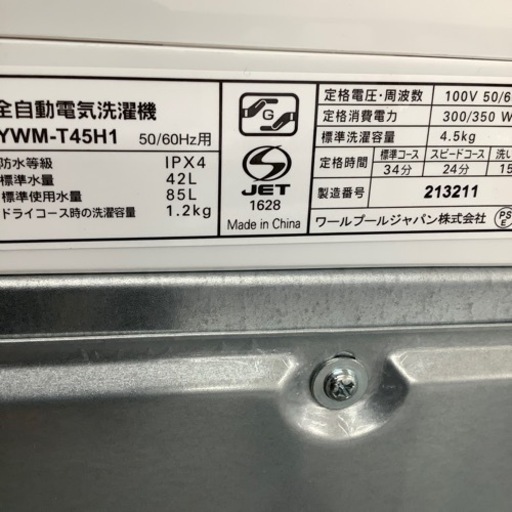 全自動電気洗濯機
YWM-T45H1 50/60Hz用
防水等級 IPX4
標準水量 42L
標準使用水量 85L
ドライコース時の洗濯容量 1.2kg
G
S
JET
1628
Made in China
定格電圧・周波数 100V 50/6
定格消費電力 300/350 W
標準洗濯容量 4.5kg
定格時間 標準コース スピードコース 洗い
34分 24分 15
製造番号 213211
ワールプールジャパン株式会社
PS
E